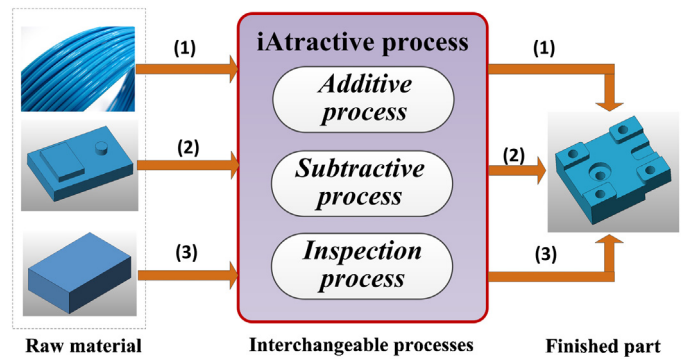 iAtractive process
(1)
(1)
Additive
process
(2)
(2)
Subtractive
process
(3)
(3)
Inspection
process
Raw material
Interchangeable processes
Finished part